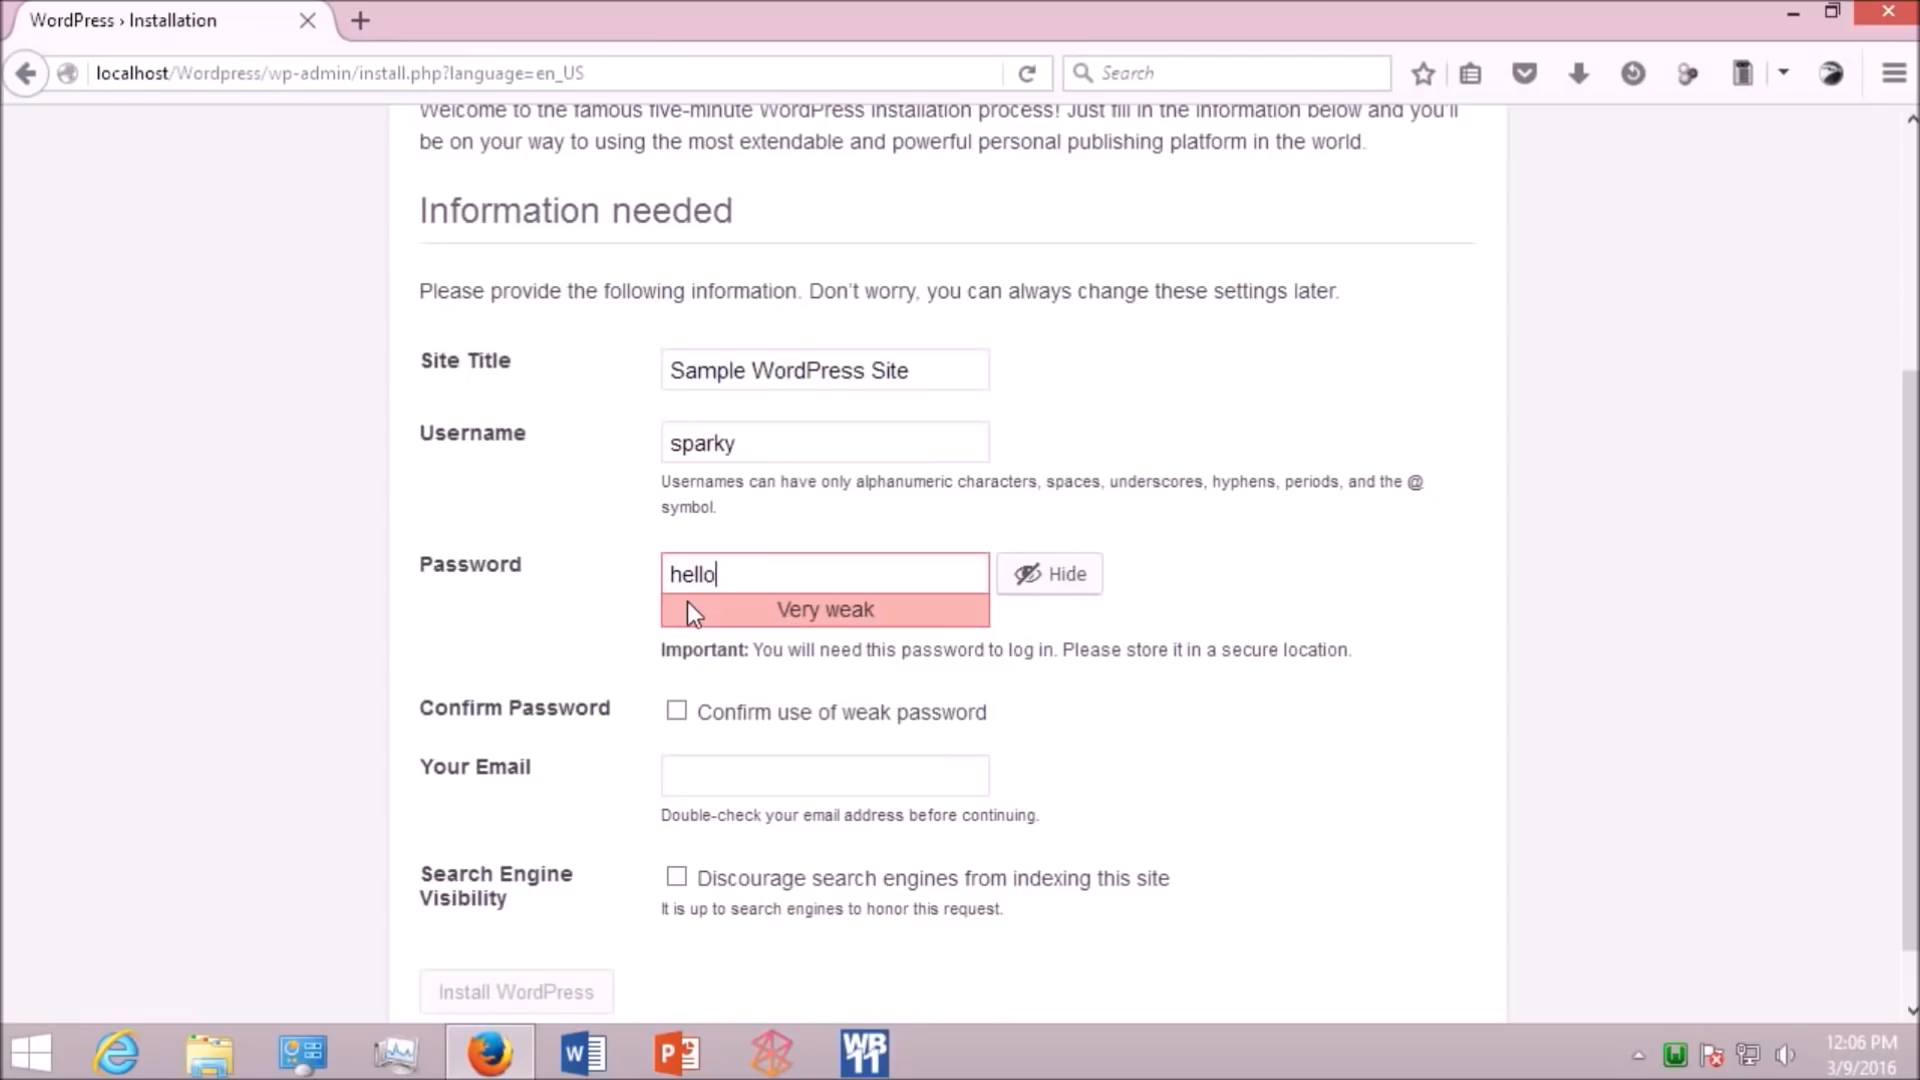 WordPress › Installation
localhost/Wordpress/wp-admin/install.php?language=en_US
Search
Welcome to the famous five-minute WordPress installation process! Just fill in the information below and you'll
be on your way to using the most extendable and powerful personal publishing platform in the world.
Information needed
Please provide the following information. Don't worry, you can always change these settings later.
Site Title
Sample WordPress Site
Username
sparky
Usernames can have only alphanumeric characters, spaces, underscores, hyphens, periods, and the @
symbol.
Password
hello
Hide
Very weak
Important: You will need this password to log in. Please store it in a secure location.
Confirm Password
Confirm use of weak password
Your Email
Double-check your email address before continuing.
Search Engine
Visibility
Discourage search engines from indexing this site
It is up to search engines to honor this request.
Install WordPress
WB
11
12:06 PM
3/9/2016